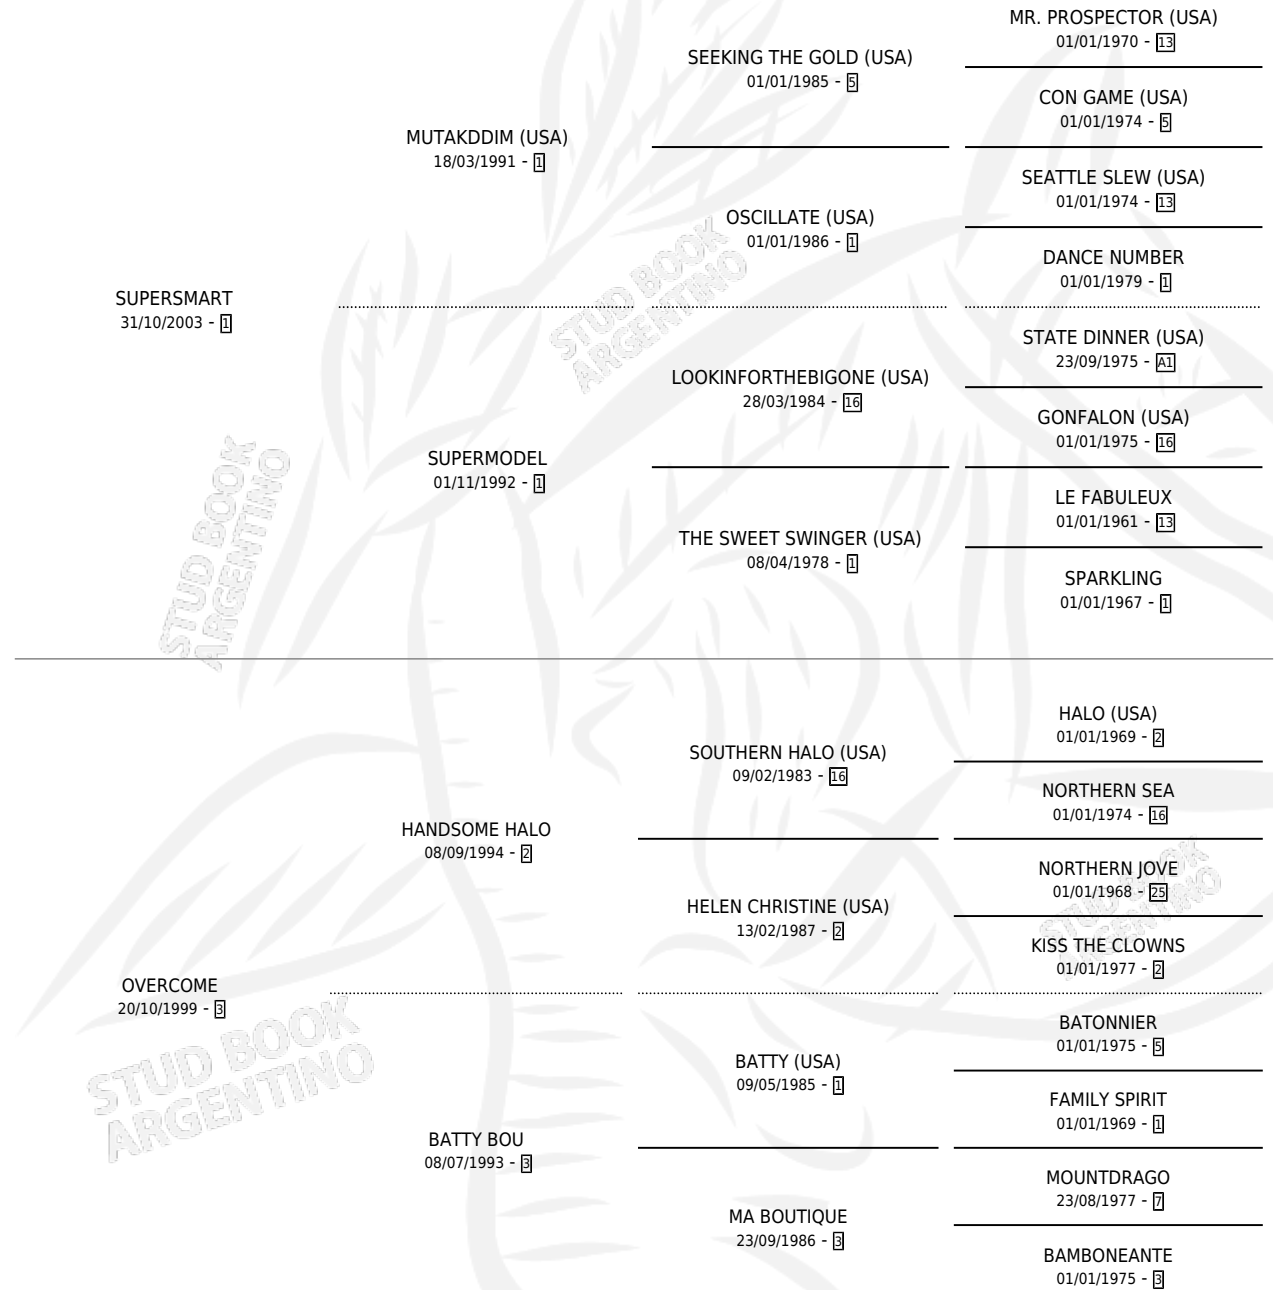 MR. PROSPECTOR (USA)
01/01/1970 - 13
SEEKING THE GOLD (USA)
01/01/1985 - 5
CON GAME (USA)
01/01/1974 - 5
MUTAKDDIM (USA)
18/03/1991 - 1
SEATTLE SLEW (USA)
01/01/1974 - 13
OSCILLATE (USA)
01/01/1986 - 1
DANCE NUMBER
01/01/1979 - 1
SUPERSMART
31/10/2003 - 1
STUD BOOK
ARGENTINO
STATE DINNER (USA)
23/09/1975 - A1
LOOKINFORTHEBIGONE (USA)
28/03/1984 - 16
GONFALON (USA)
01/01/1975 - 16
SUPERMODEL
01/11/1992 - 1
LE FABULEUX
01/01/1961 - 13
THE SWEET SWINGER (USA)
08/04/1978 - 1
SPARKLING
01/01/1967 - 1
STUD BOOK
ARGENTINO
HALO (USA)
01/01/1969 - 2
SOUTHERN HALO (USA)
09/02/1983 - 16
NORTHERN SEA
01/01/1974 - 16
HANDSOME HALO
08/09/1994 - 2
NORTHERN JOVE
01/01/1968 - 25
HELEN CHRISTINE (USA)
13/02/1987 - 2
STUD BOOK
ARGENTINO
KISS THE CLOWNS
01/01/1977 - 2
OVERCOME
20/10/1999 - 3
BATONNIER
01/01/1975 - 5
BATTY (USA)
09/05/1985 - 1
STUD BOOK
ARGENTINO
FAMILY SPIRIT
01/01/1969 - 1
BATTY BOU
08/07/1993 - 3
MOUNTDRAGO
23/08/1977 - 7
MA BOUTIQUE
23/09/1986 - 3
BAMBONEANTE
01/01/1975 - 3